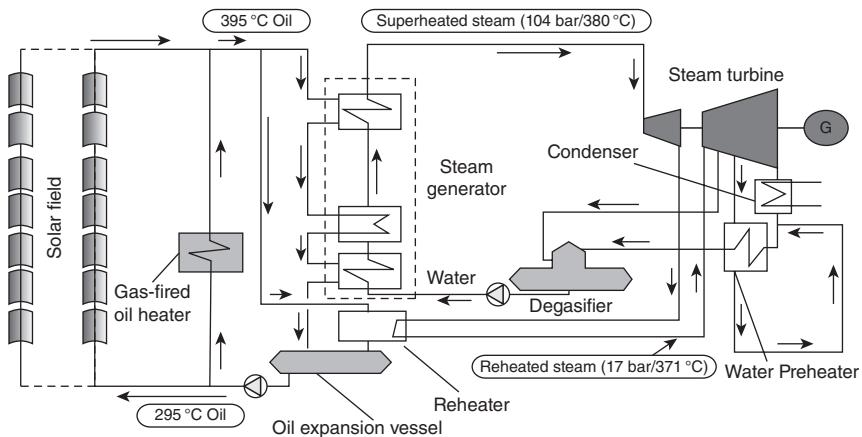 395 °C Oil
Superheated steam (104 bar/380 °C)
Steam turbine
G
Condenser
Steam
generator
Solar field
Gas-fired
oil heater
Water
Degasifier
Reheated steam (17 bar/371 °C)
Water Preheater
Reheater
295 °C Oil
Oil expansion vessel